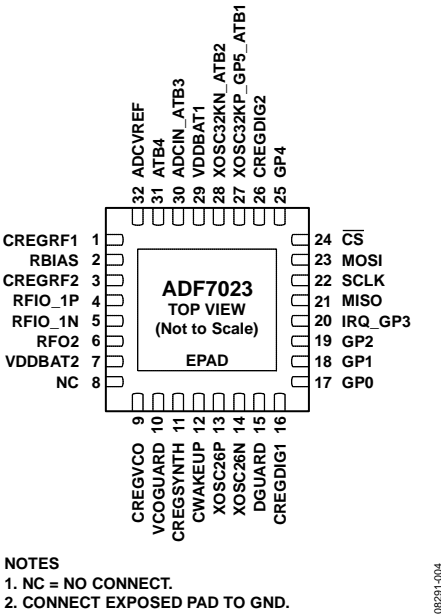 32 ADCVREF
31 ATB4
30 ADCIN_ATB3
29 VDDBAT1
28 XOSC32KN_ATB2
27 XOSC32KP_GP5_ATB1
26 CREGDIG2
25 GP4
CREGRF1 1
RBIAS 2
CREGRF2 3
RFIO_1P 4
RFIO_1N 5
RFO2 6
VDDBAT2 7
NC 8
ADF7023
TOP VIEW
(Not to Scale)
EPAD
24 C̅S̅
23 MOSI
22 SCLK
21 MISO
20 IRQ_GP3
19 GP2
18 GP1
17 GP0
CREGVCO 9
VCOGUARD 10
CREGSYNTH 11
CWAKEUP 12
XOSC26P 13
XOSC26N 14
DGUARD 15
CREGDIG1 16
NOTES
1. NC = NO CONNECT.
2. CONNECT EXPOSED PAD TO GND.
08291-004